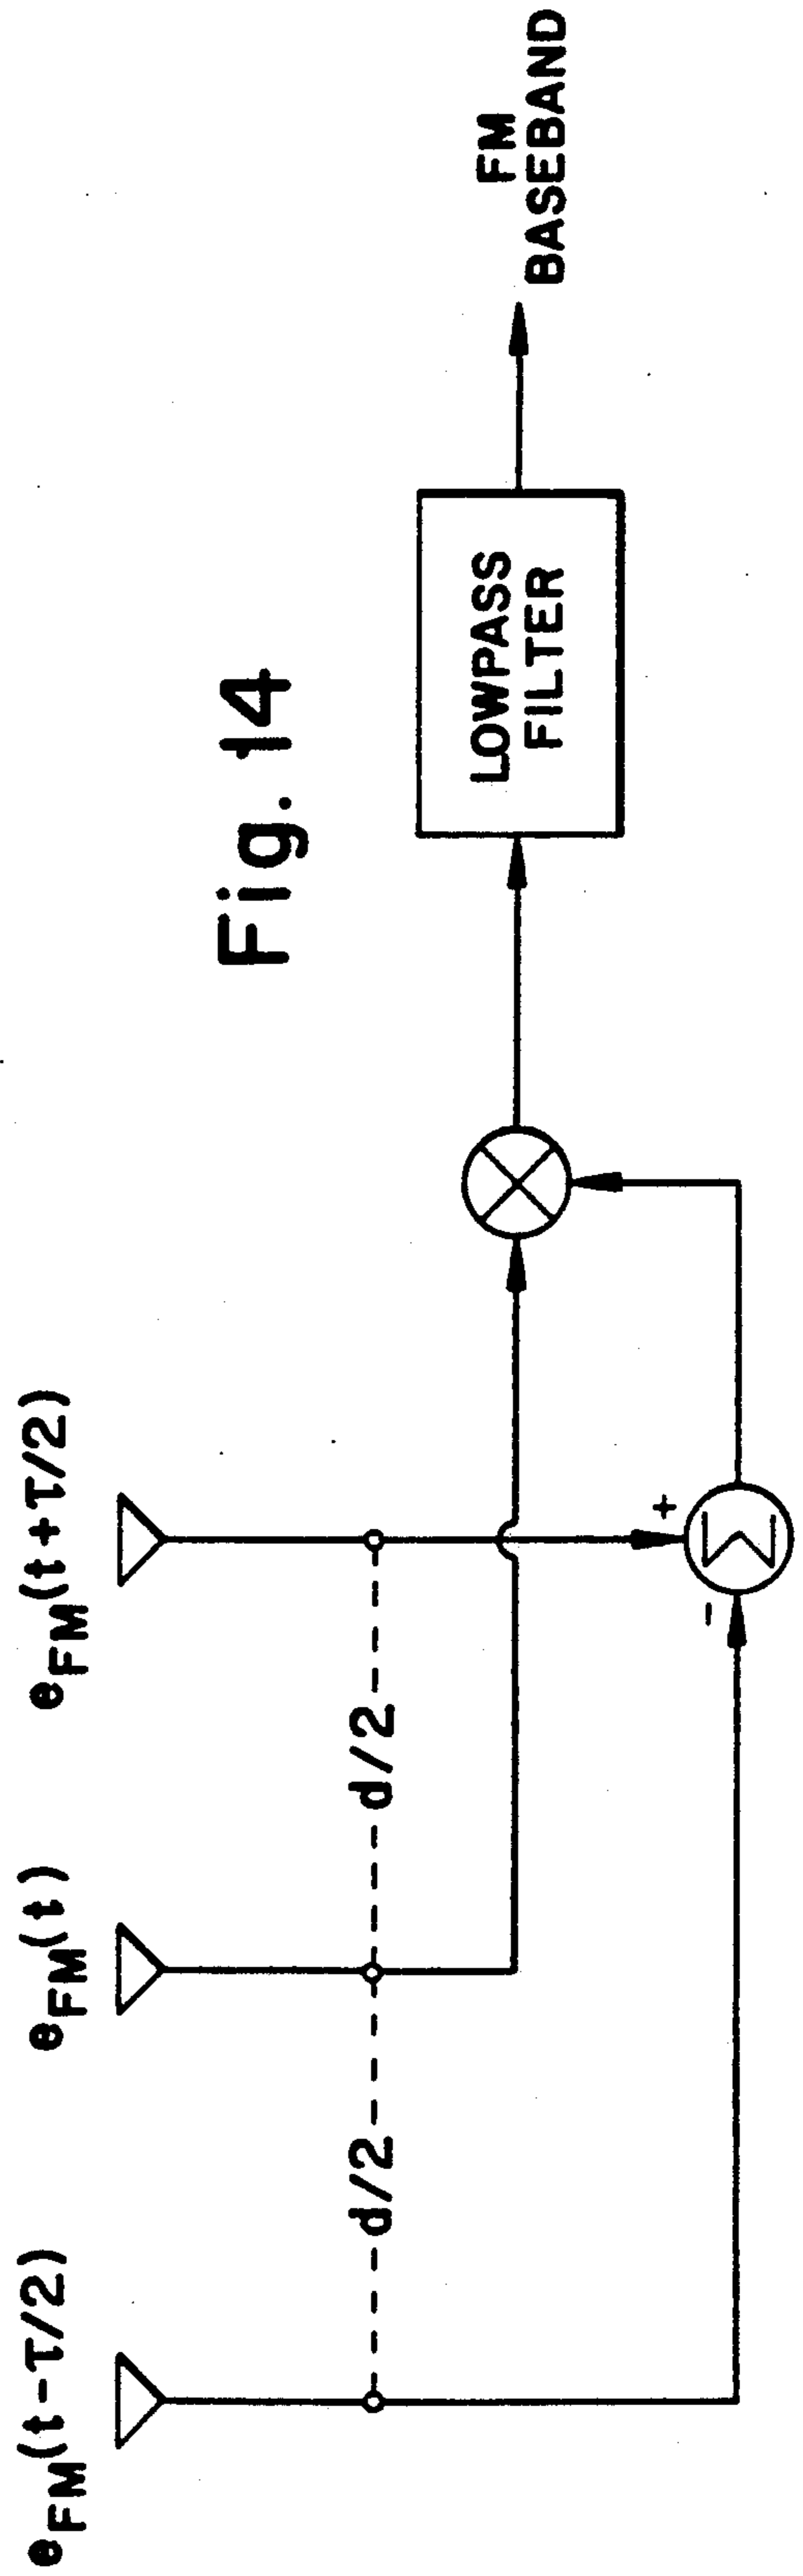 Fig. 14
e_FM(t-τ/2)
e_FM(t)
e_FM(t+τ/2)
d/2
d/2
-
+
Σ
LOWPASS
FILTER
FM
BASEBAND